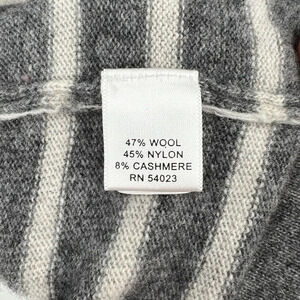 47% WOOL
45% NYLON
8% CASHMERE
RN 54023